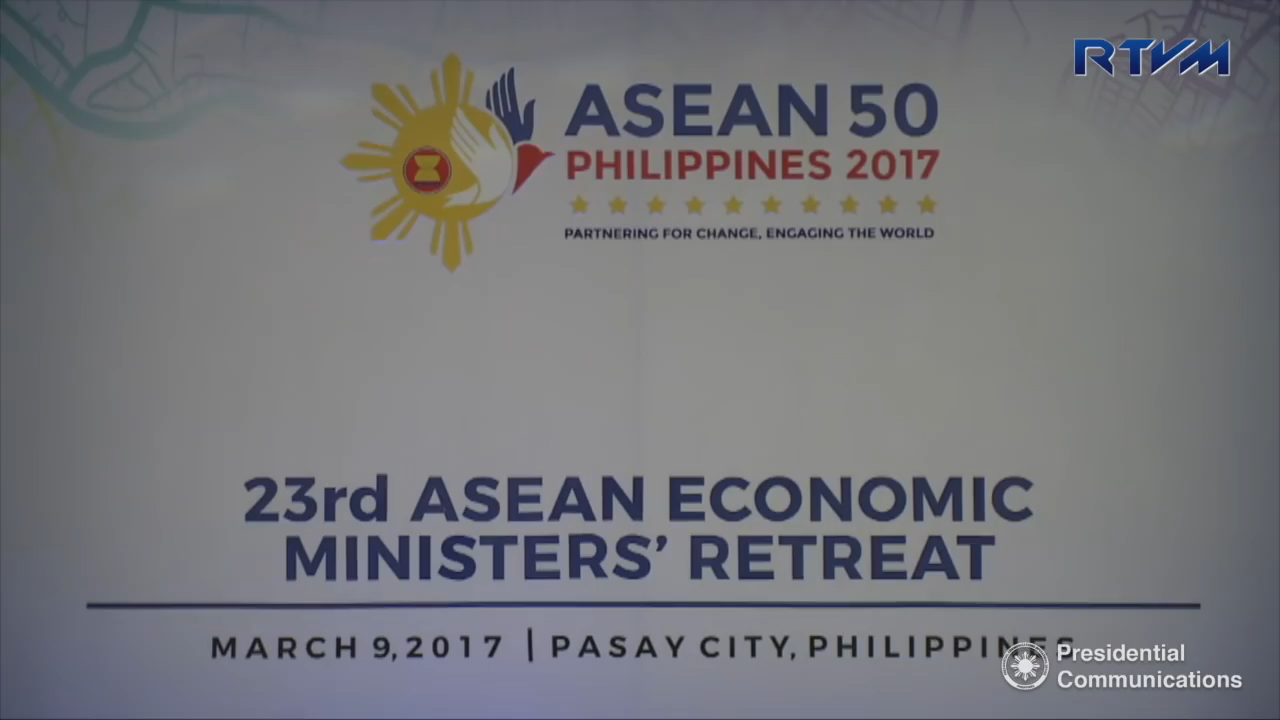 RTVM
ASEAN 50
PHILIPPINES 2017
PARTNERING FOR CHANGE, ENGAGING THE WORLD
23rd ASEAN ECONOMIC
MINISTERS’ RETREAT
MARCH 9, 2017 | PASAY CITY, PHILIPPINES
Presidential
Communications